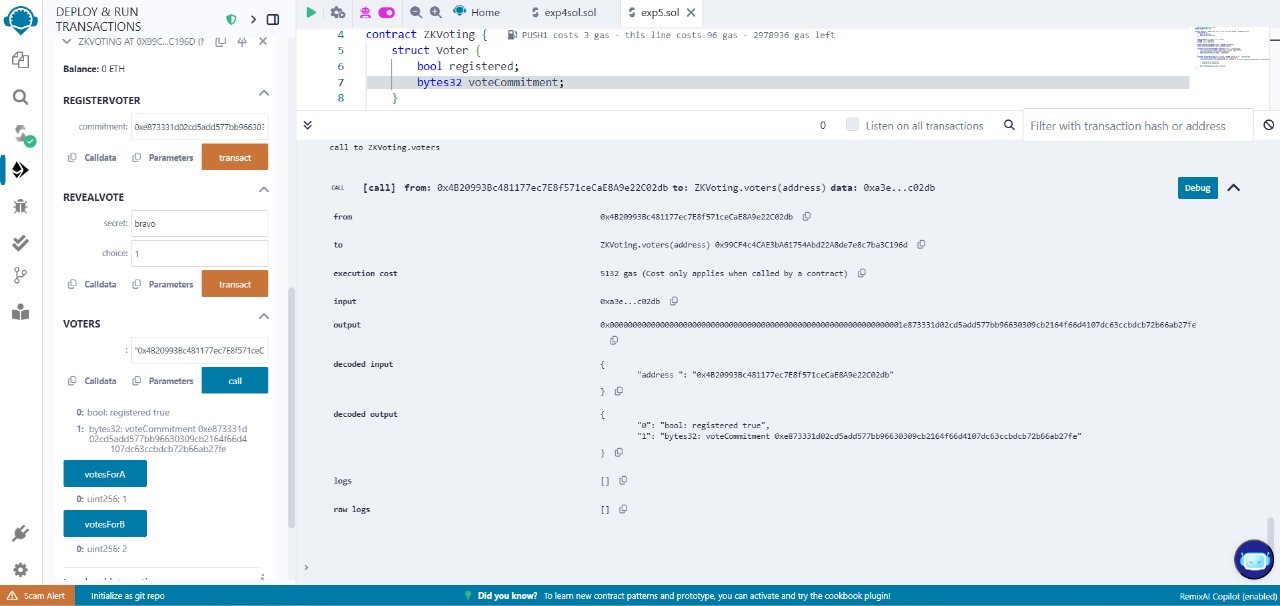 DEPLOY & RUN
TRANSACTIONS
ZKVOTING AT 0X99C...C196D (M
Balance: 0 ETH
REGISTERVOTER
commitment: 0xe873331d02cd5add577bb966303
Calldata Parameters transact
REVEALVOTE
secret: bravo
choice: 1
Calldata Parameters transact
VOTERS
: "0x4B20993Bc481177ec7E8f571ceC
Calldata Parameters call
0: bool: registered true
1: bytes32: voteCommitment 0xe873331d
02cd5add577bb96630309cb2164f66d4
107dc63ccbdcb72b66ab27fe
votesForA
0: uint256: 1
votesForB
0: uint256: 2
Home exp4sol.sol exp5.sol
4 contract ZKVoting { PUSH1 costs 3 gas - this line costs 96 gas - 2978936 gas left
5 struct Voter {
6 bool registered;
7 bytes32 voteCommitment;
8 }
0 Listen on all transactions Filter with transaction hash or address
call to ZKVoting.voters
CALL [call] from: 0x4B20993Bc481177ec7E8f571ceCaE8A9e22C02db to: ZKVoting.voters(address) data: 0xa3e...c02db Debug
from 0x4B20993Bc481177ec7E8f571ceCaE8A9e22C02db
to ZKVoting.voters(address) 0x99CF4c4CAE3bA61754Abd22A8de7e8c7ba3C196d
execution cost 5132 gas (Cost only applies when called by a contract)
input 0xa3e...c02db
output 0x0000000000000000000000000000000000000000000000000000000000000001e873331d02cd5add577bb96630309cb2164f66d4107dc63ccbdcb72b66ab27fe
decoded input {
"address ": "0x4B20993Bc481177ec7E8f571ceCaE8A9e22C02db"
}
decoded output {
"0": "bool: registered true",
"1": "bytes32: voteCommitment 0xe873331d02cd5add577bb96630309cb2164f66d4107dc63ccbdcb72b66ab27fe"
}
logs []
raw logs []
>
Scam Alert Initialize as git repo Did you know? To learn new contract patterns and prototype, you can activate and try the cookbook plugin! RemixAI Copilot (enabled)